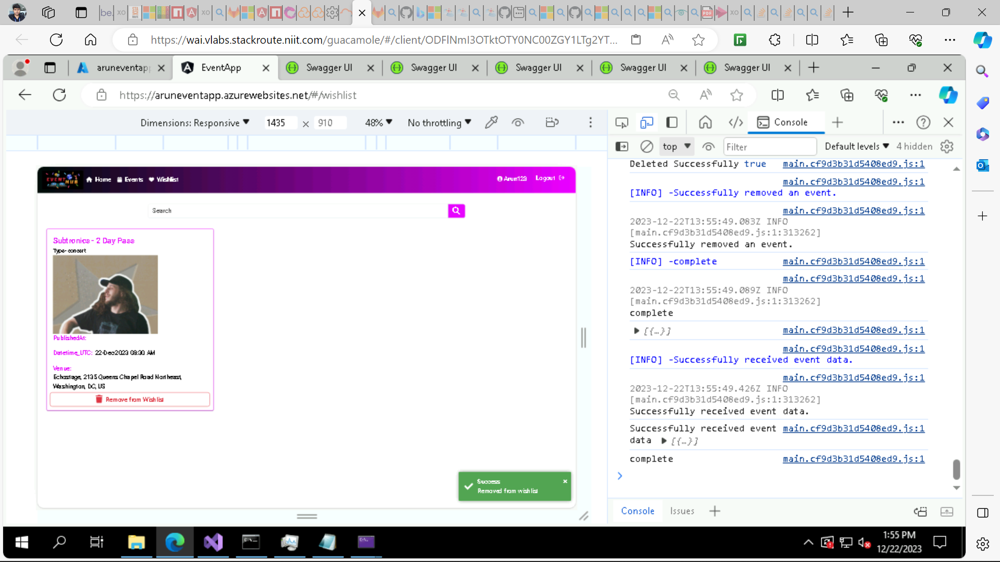 be.
https://wai.vlabs.stackroute.niit.com/guacamole/#/client/ODFlNmI3OTktOTY0NC00ZGY1LTg2YT...
aruneventapp
EventApp
Swagger UI
Swagger UI
Swagger UI
Swagger UI
Swagger UI
https://aruneventapp.azurewebsites.net/#/wishlist
Dimensions: Responsive
1435
×
910
48%
No throttling
Console
top
Filter
Default levels
4 hidden
EVENT HUB
Home
Events
Wishlist
Arun123
Logout
Search
Subtronics - 2 Day Pass
Type- concert
PublishedAt:
Datetime_UTC: 22-Dec-2023 08:30 AM
Venue:
Echostage, 2135 Queens Chapel Road Northeast,
Washington, DC, US
Remove from Wishlist
Success
Removed from wishlist
Deleted Successfully true main.cf9d3b31d5408ed9.js:1
main.cf9d3b31d5408ed9.js:1
[INFO] -Successfully removed an event.
main.cf9d3b31d5408ed9.js:1
2023-12-22T13:55:49.083Z INFO
[main.cf9d3b31d5408ed9.js:1:313262]
Successfully removed an event.
[INFO] -complete main.cf9d3b31d5408ed9.js:1
main.cf9d3b31d5408ed9.js:1
2023-12-22T13:55:49.089Z INFO
[main.cf9d3b31d5408ed9.js:1:313262]
complete
[{…}] main.cf9d3b31d5408ed9.js:1
main.cf9d3b31d5408ed9.js:1
[INFO] -Successfully received event data.
main.cf9d3b31d5408ed9.js:1
2023-12-22T13:55:49.426Z INFO
[main.cf9d3b31d5408ed9.js:1:313262]
Successfully received event data.
Successfully received event main.cf9d3b31d5408ed9.js:1
data [{…}]
complete main.cf9d3b31d5408ed9.js:1
Console
Issues
1:55 PM
12/22/2023